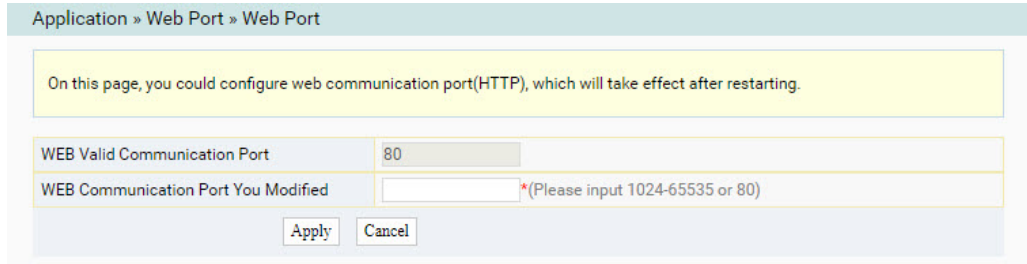 Application » Web Port » Web Port
On this page, you could configure web communication port(HTTP), which will take effect after restarting.
WEB Valid Communication Port 80
WEB Communication Port You Modified *(Please input 1024-65535 or 80)
Apply Cancel